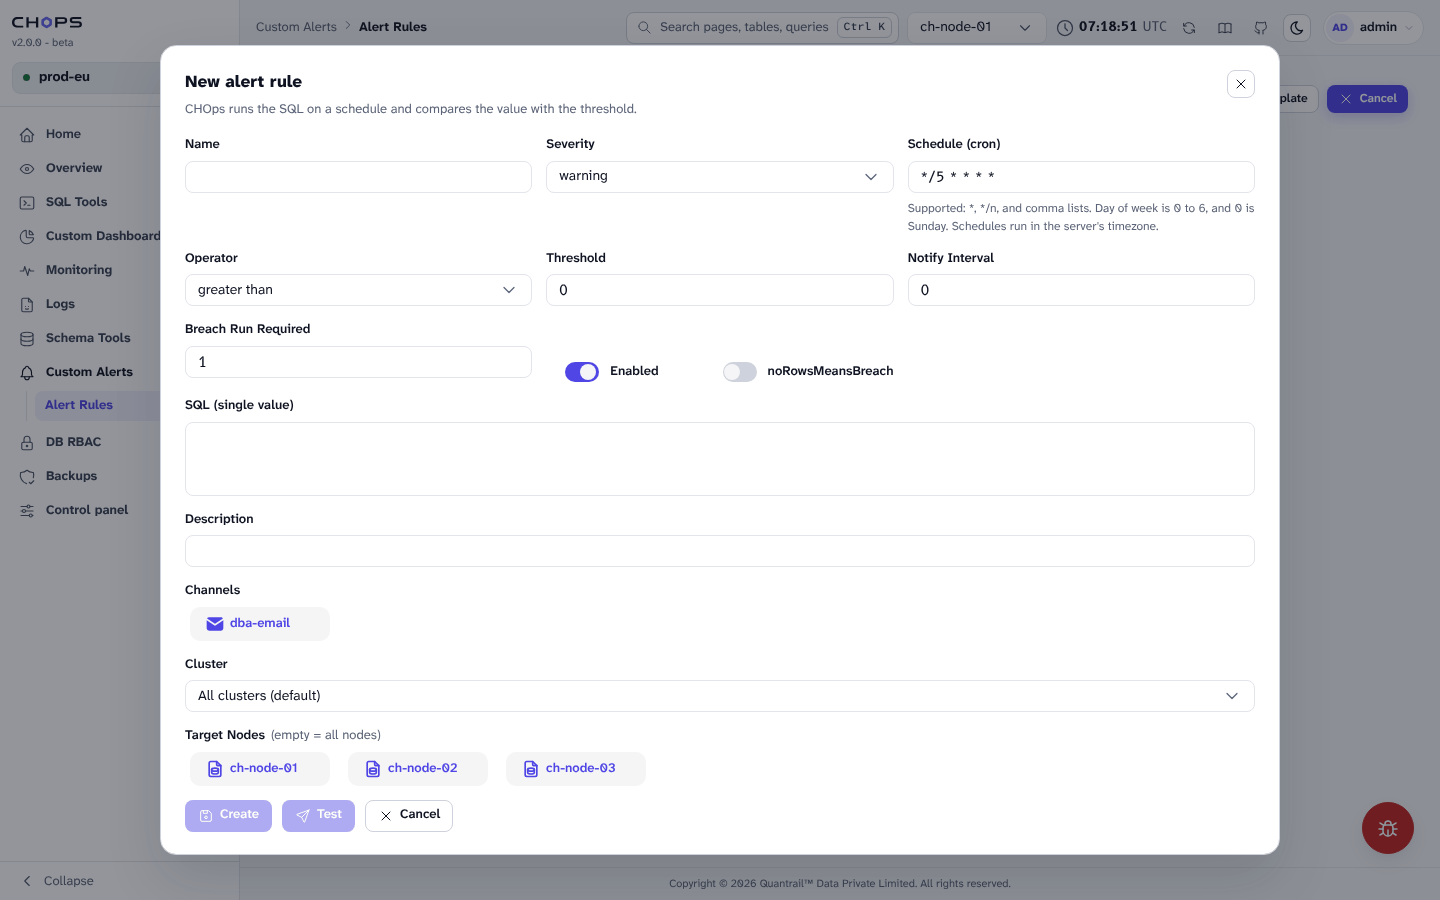 CHOPS
v2.0.0 - beta
prod-eu
Home
Overview
SQL Tools
Custom Dashboard
Monitoring
Logs
Schema Tools
Custom Alerts
Alert Rules
DB RBAC
Backups
Control panel
Collapse
Custom Alerts > Alert Rules
Search pages, tables, queries Ctrl K
ch-node-01
07:18:51 UTC
AD admin
plate
Cancel
New alert rule
CHOps runs the SQL on a schedule and compares the value with the threshold.
Name Severity Schedule (cron)
warning */5 * * * *
Supported: *, */n, and comma lists. Day of week is 0 to 6, and 0 is
Sunday. Schedules run in the server's timezone.
Operator Threshold Notify Interval
greater than 0 0
Breach Run Required
1
Enabled noRowsMeansBreach
SQL (single value)
Description
Channels
dba-email
Cluster
All clusters (default)
Target Nodes (empty = all nodes)
ch-node-01 ch-node-02 ch-node-03
Create Test Cancel
Copyright © 2026 Quantrail™ Data Private Limited. All rights reserved.